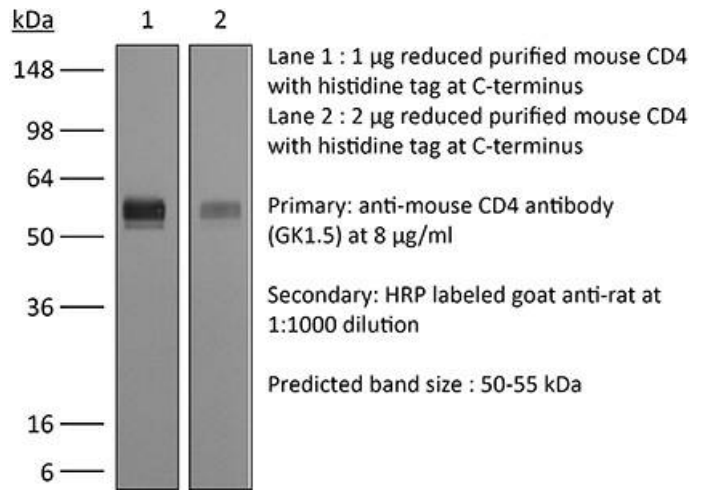 kDa
1 2
148
98
64
50
36
16
6
Lane 1 : 1 µg reduced purified mouse CD4
with histidine tag at C-terminus
Lane 2 : 2 µg reduced purified mouse CD4
with histidine tag at C-terminus
Primary: anti-mouse CD4 antibody
(GK1.5) at 8 µg/ml
Secondary: HRP labeled goat anti-rat at
1:1000 dilution
Predicted band size : 50-55 kDa